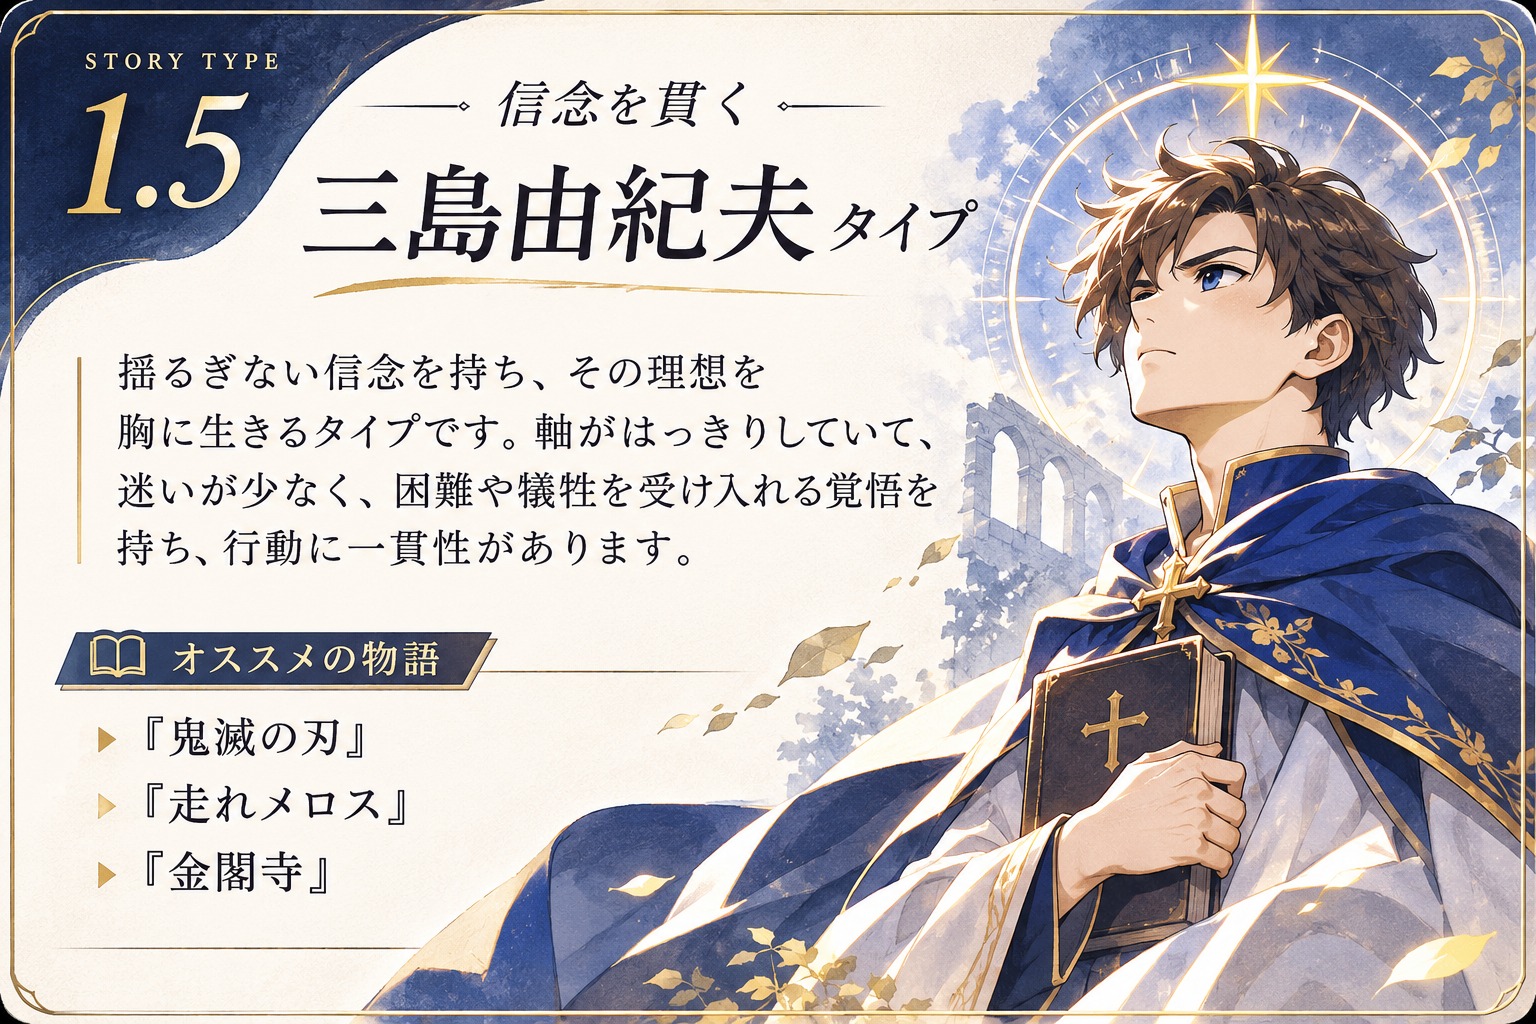 STORY TYPE
1.5
信念を貫く
三島由紀夫タイプ
揺るぎない信念を持ち、その理想を
胸に生きるタイプです。軸がはっきりしていて、
迷いが少なく、困難や犠牲を受け入れる覚悟を
持ち、行動に一貫性があります。
オススメの物語
『鬼滅の刃』
『走れメロス』
『金閣寺』